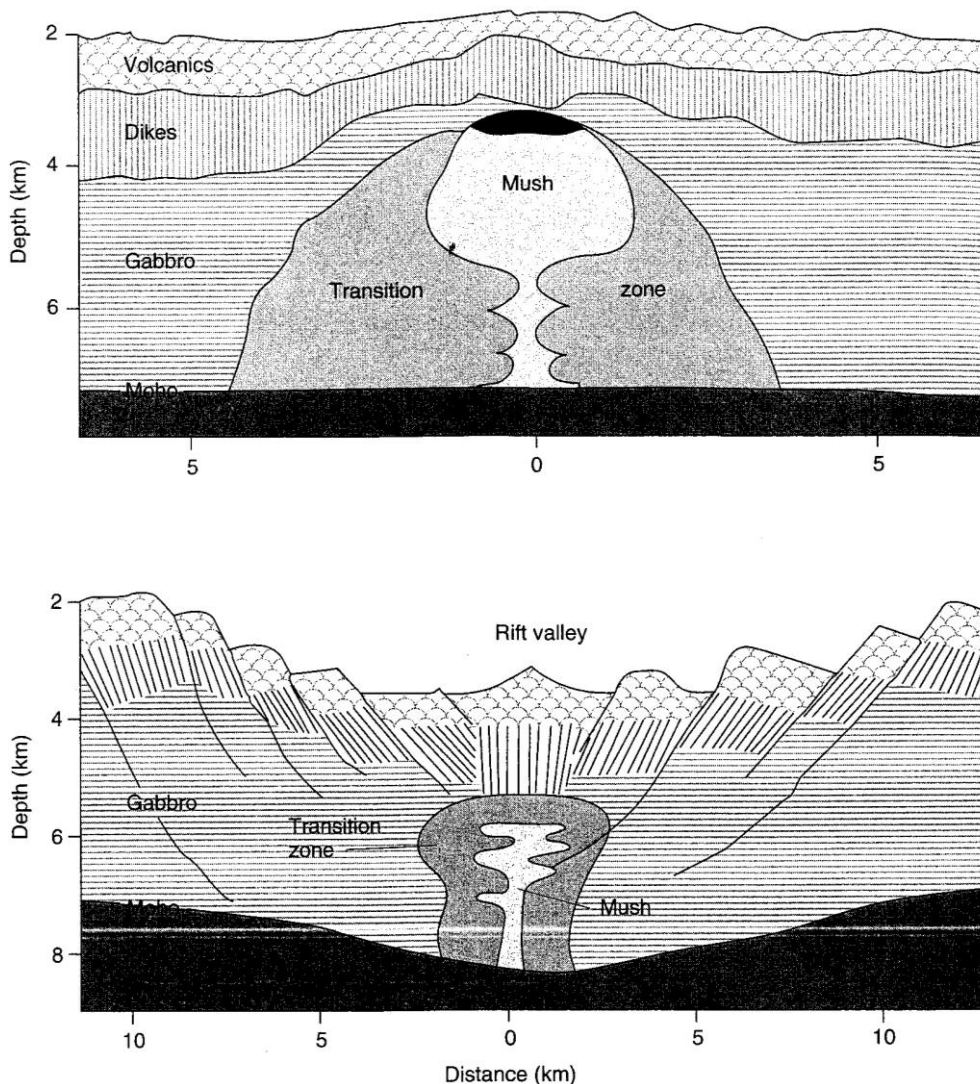 2
Volcanics
Dikes
4
Mush
Depth (km)
Gabbro
Transition
zone
6
Moho
5
0
5
2
Rift valley
4
Depth (km)
Gabbro
Transition
zone
6
Mush
Moho
8
10
5
0
5
10
Distance (km)